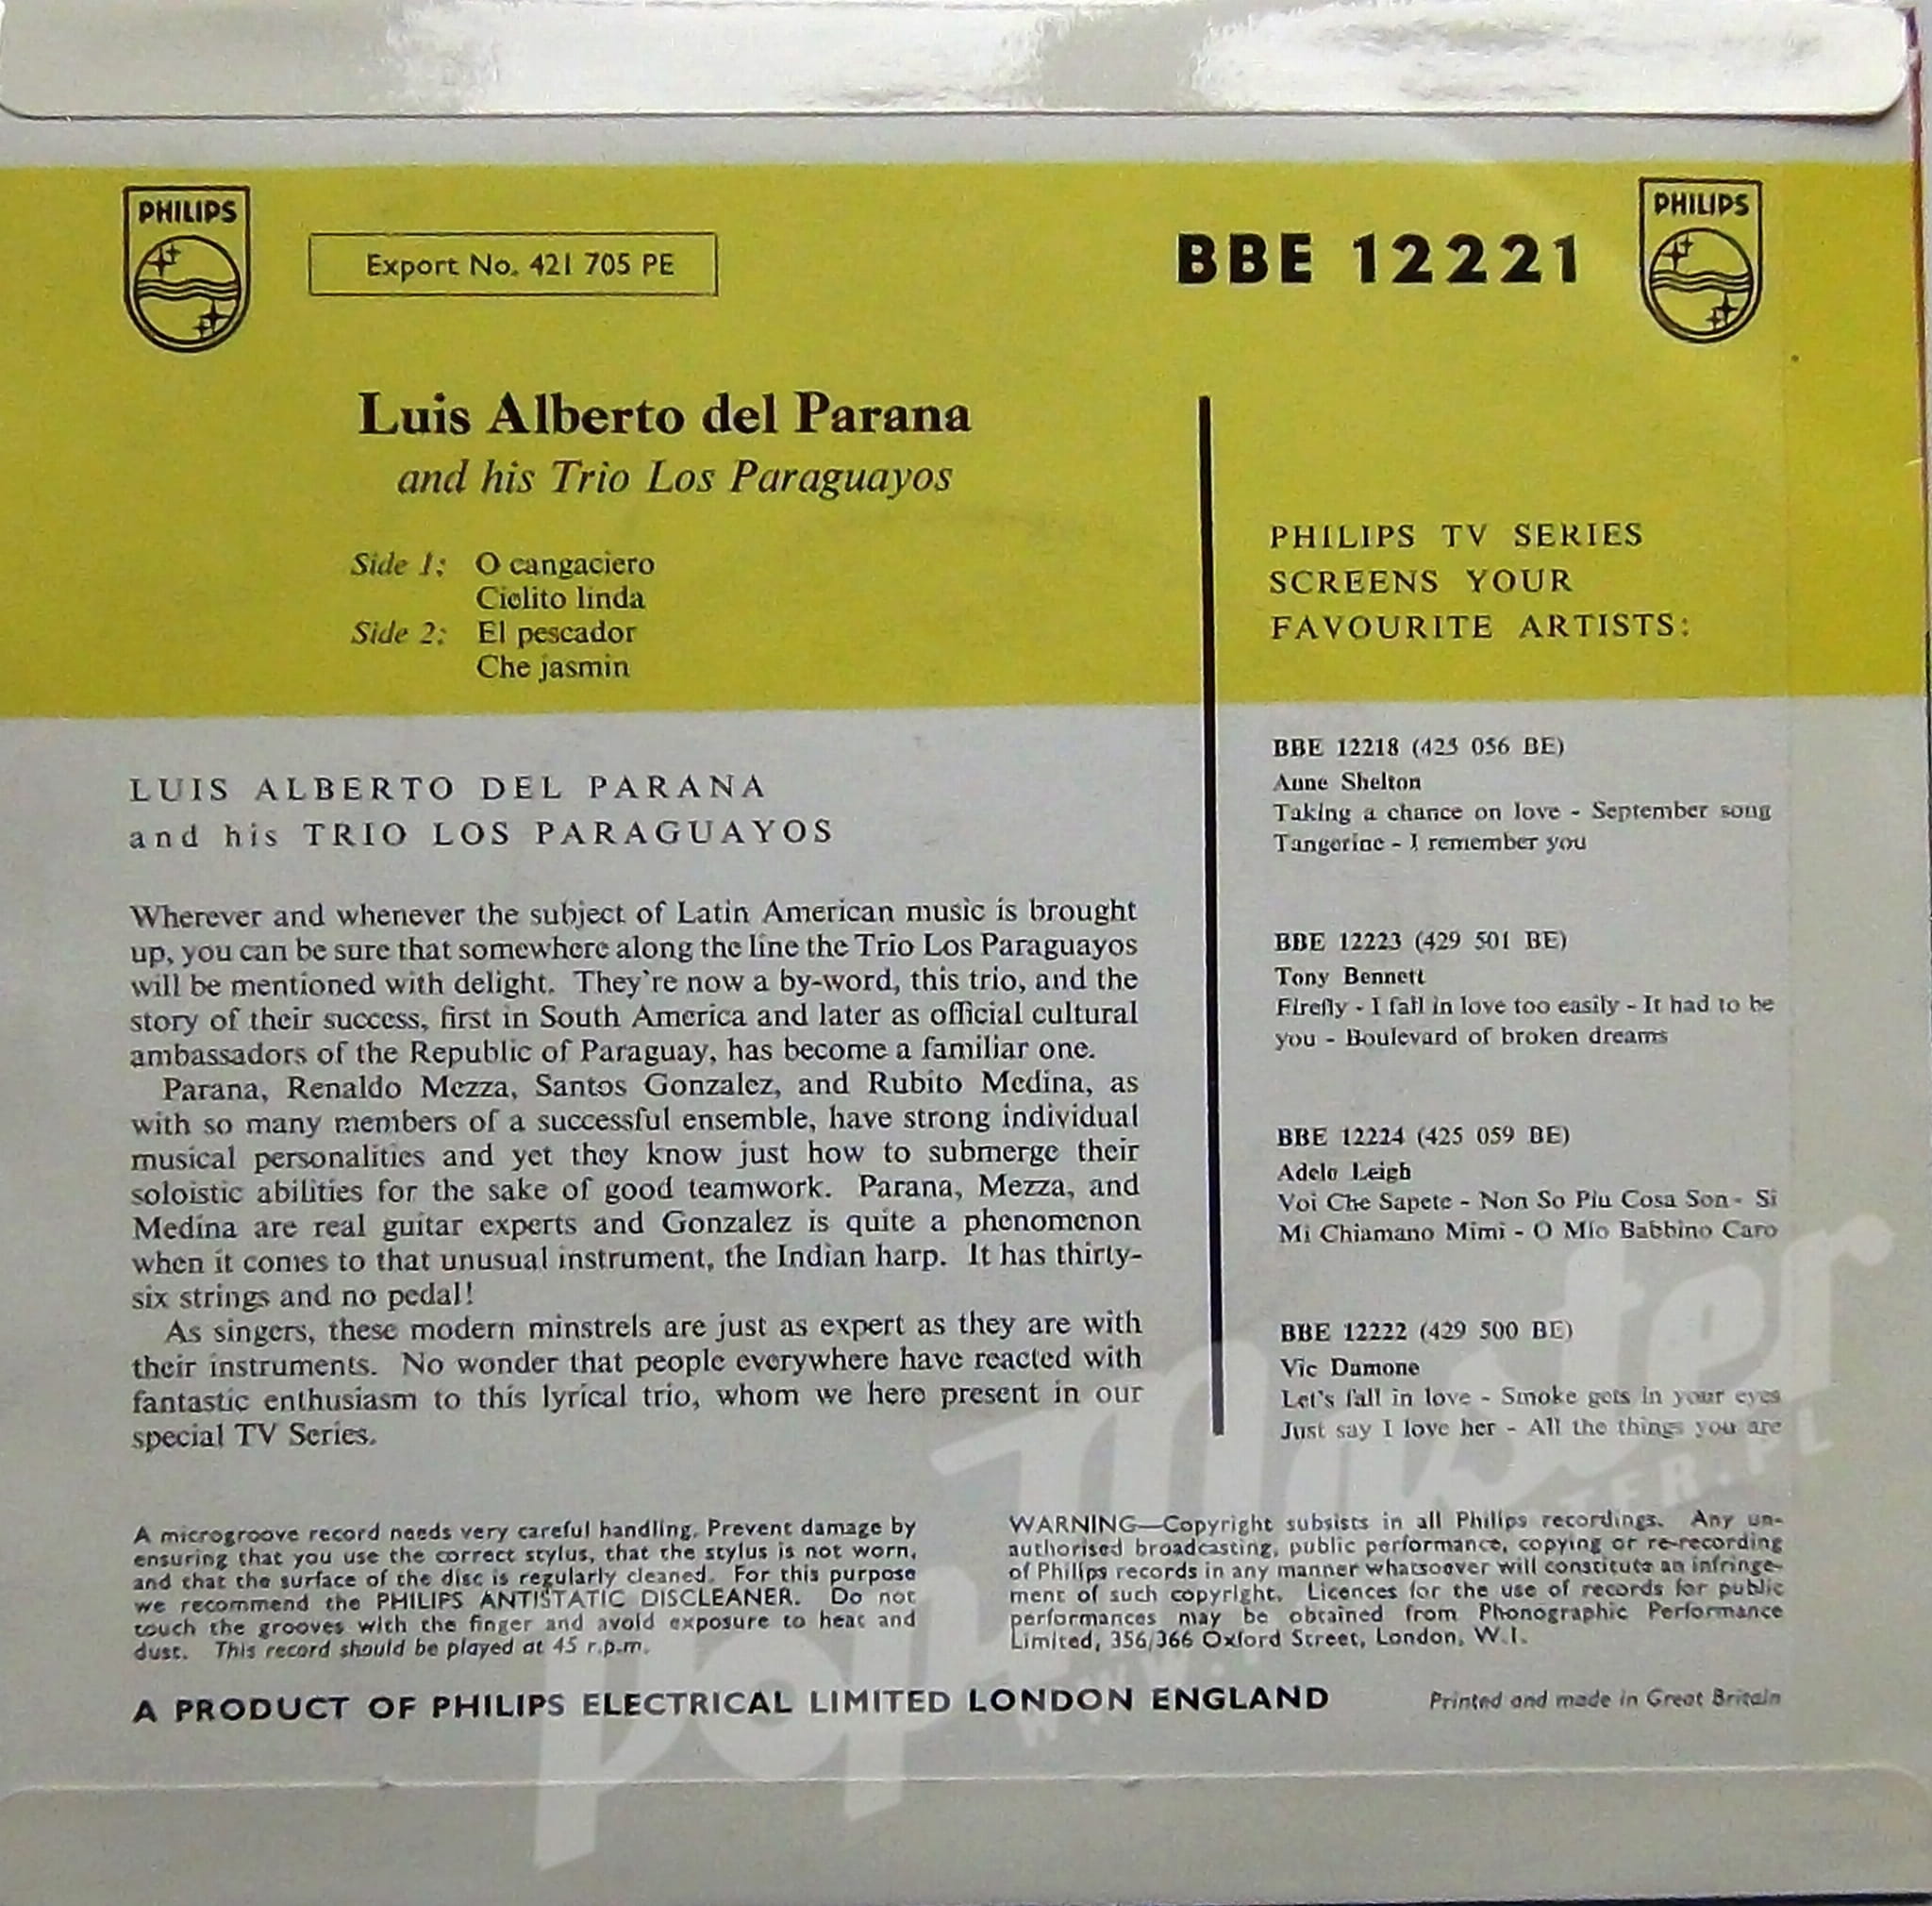 PHILIPS
Export No. 421 705 PE
BBE 12221
PHILIPS
Luis Alberto del Parana
and his Trio Los Paraguayos
Side 1: O cangaciero
Cielito linda
Side 2: El pescador
Che jasmin
LUIS ALBERTO DEL PARANA
and his TRIO LOS PARAGUAYOS
Wherever and whenever the subject of Latin American music is brought
up, you can be sure that somewhere along the line the Trio Los Paraguayos
will be mentioned with delight. They're now a by-word, this trio, and the
story of their success, first in South America and later as official cultural
ambassadors of the Republic of Paraguay, has become a familiar one.
Parana, Renaldo Mezza, Santos Gonzalez, and Rubito Medina, as
with so many members of a successful ensemble, have strong individual
musical personalities and yet they know just how to submerge their
soloistic abilities for the sake of good teamwork. Parana, Mezza, and
Medina are real guitar experts and Gonzalez is quite a phenomenon
when it comes to that unusual instrument, the Indian harp. It has thirty-
six strings and no pedal!
As singers, these modern minstrels are just as expert as they are with
their instruments. No wonder that people everywhere have reacted with
fantastic enthusiasm to this lyrical trio, whom we here present in our
special TV Series.
PHILIPS TV SERIES
SCREENS YOUR
FAVOURITE ARTISTS:
BBE 12218 (425 056 BE)
Anne Shelton
Taking a chance on love - September song
Tangerine - I remember you
BBE 12223 (429 501 BE)
Tony Bennett
Firefly - I fall in love too easily - It had to be
you - Boulevard of broken dreams
BBE 12224 (425 059 BE)
Adele Leigh
Voi Che Sapete - Non So Piu Cosa Son - Si
Mi Chiamano Mimi - O Mio Babbino Caro
BBE 12222 (429 500 BE)
Vic Damone
Let's fall in love - Smoke gets in your eyes
Just say I love her - All the things you are
A microgroove record needs very careful handling. Prevent damage by
ensuring that you use the correct stylus, that the stylus is not worn,
and that the surface of the disc is regularly cleaned. For this purpose
we recommend the PHILIPS ANTISTATIC DISCLEANER. Do not
touch the grooves with the finger and avoid exposure to heat and
dust. This record should be played at 45 r.p.m.
WARNING—Copyright subsists in all Philips recordings. Any un-
authorised broadcasting, public performance, copying or re-recording
of Philips records in any manner whatsoever will constitute an infringe-
ment of such copyright. Licences for the use of records for public
performances may be obtained from Phonographic Performance
Limited, 356/366 Oxford Street, London, W.1.
A PRODUCT OF PHILIPS ELECTRICAL LIMITED LONDON ENGLAND
Printed and made in Great Britain
pop Master